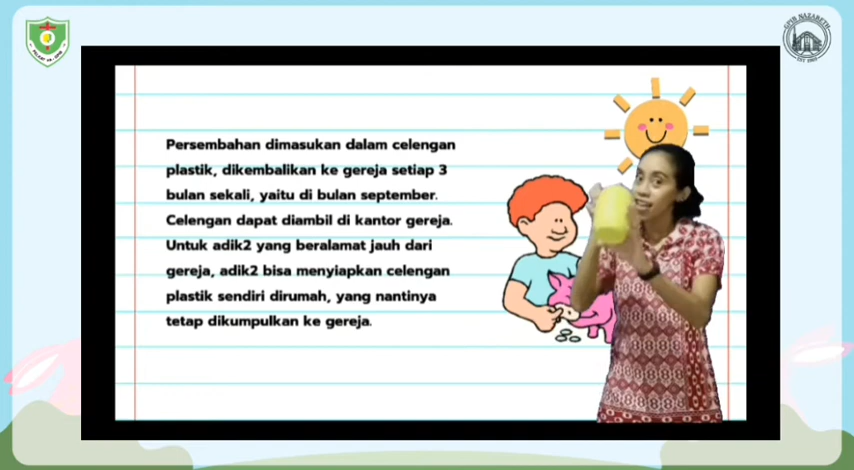 GPIB NAZARETH
Persembahan dimasukan dalam celengan
plastik, dikembalikan ke gereja setiap 3
bulan sekali, yaitu di bulan september.
Celengan dapat diambil di kantor gereja.
Untuk adik2 yang beralamat jauh dari
gereja, adik2 bisa menyiapkan celengan
plastik sendiri dirumah, yang nantinya
tetap dikumpulkan ke gereja.